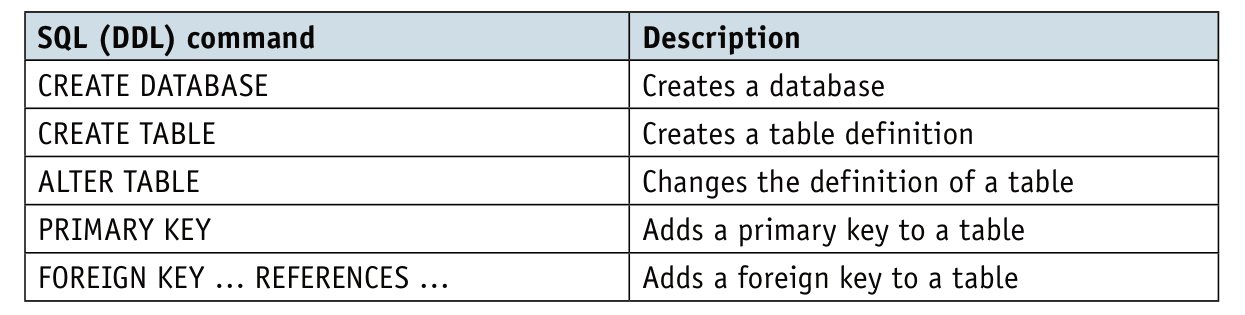 SQL (DDL) command Description
CREATE DATABASE Creates a database
CREATE TABLE Creates a table definition
ALTER TABLE Changes the definition of a table
PRIMARY KEY Adds a primary key to a table
FOREIGN KEY ... REFERENCES ... Adds a foreign key to a table